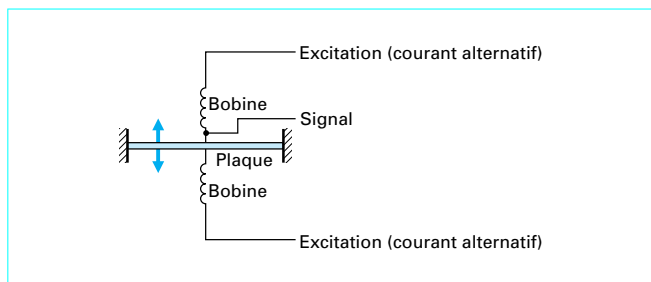 Excitation (courant alternatif)
Bobine
Signal
Plaque
Bobine
Excitation (courant alternatif)